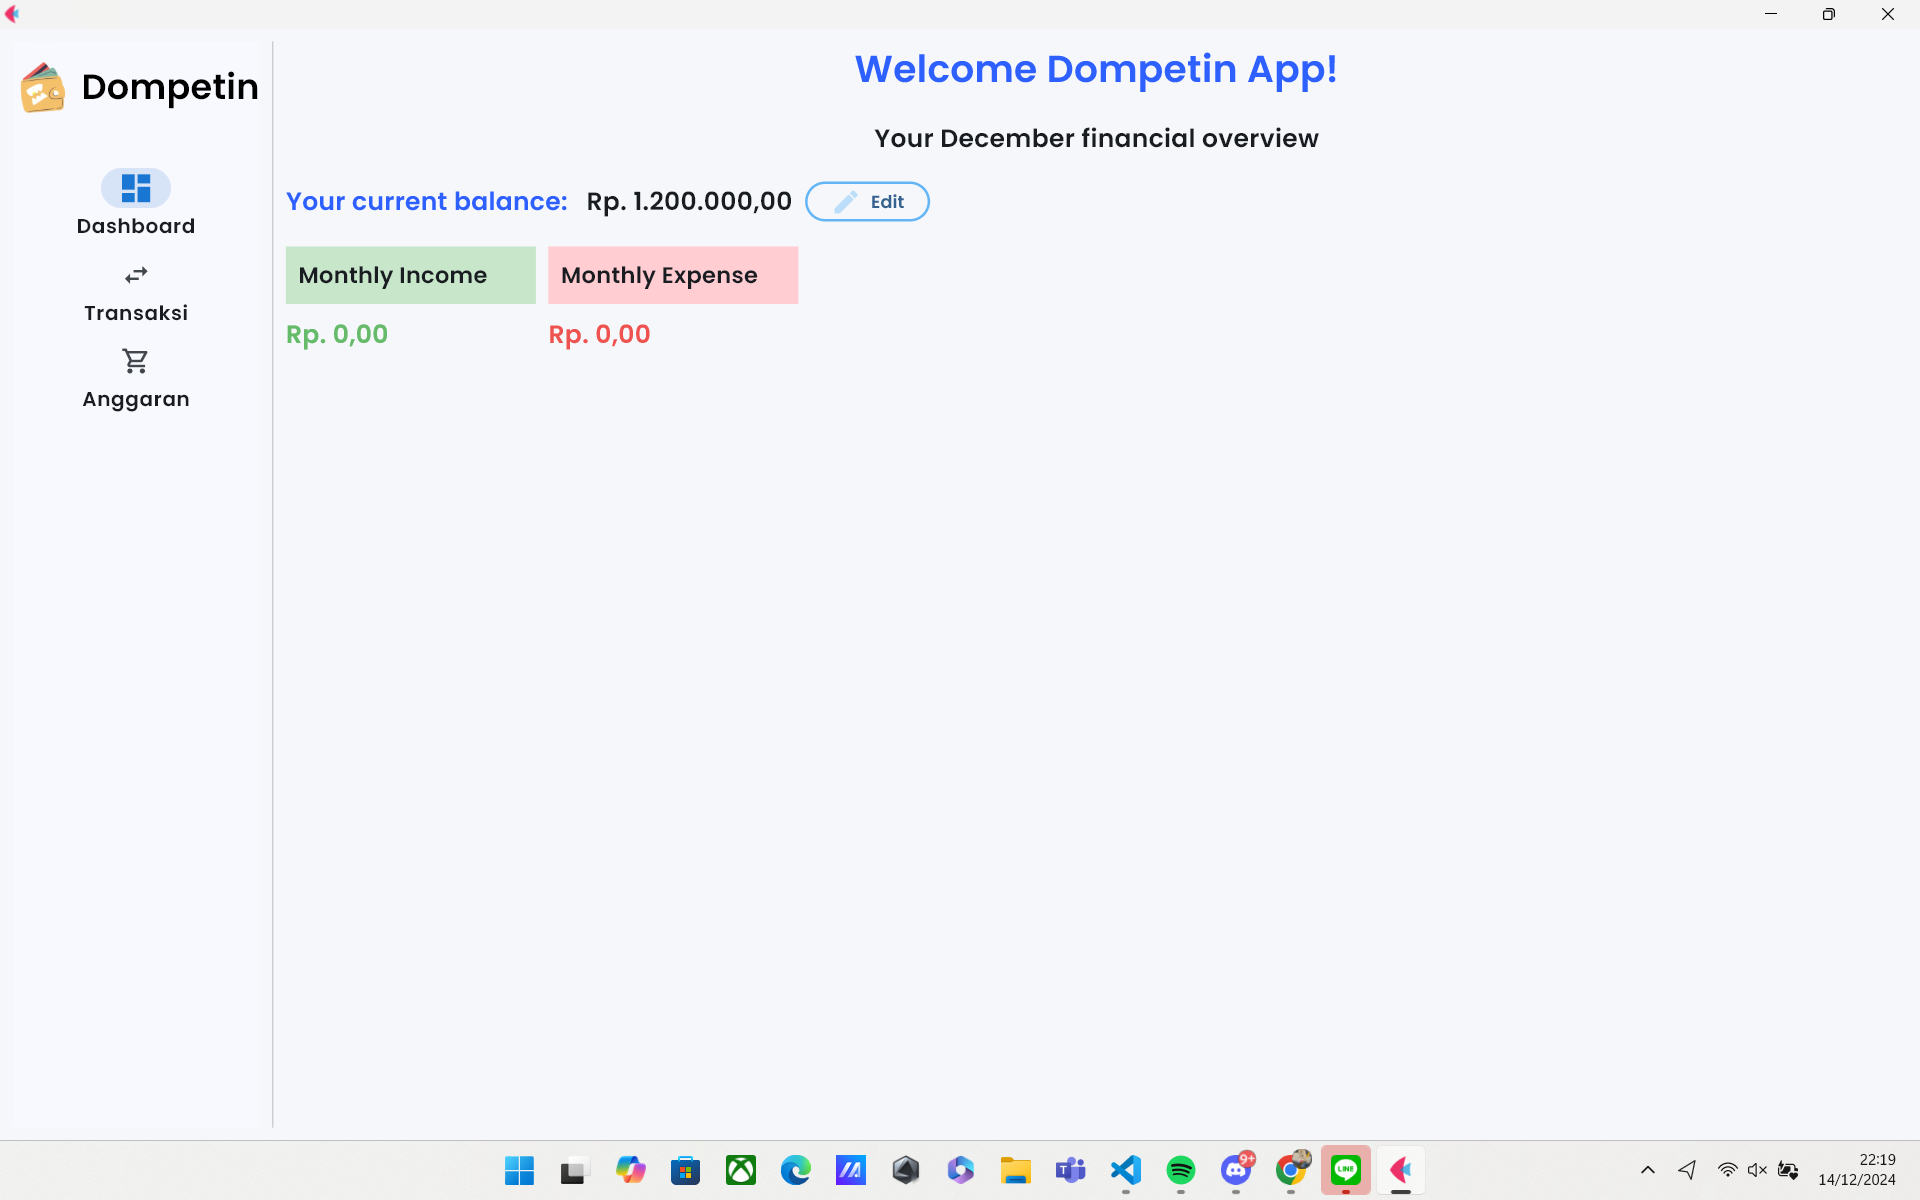 Dompetin
Welcome Dompetin App!
Your December financial overview
Dashboard
Transaksi
Anggaran
Your current balance: Rp. 1.200.000,00 Edit
Monthly Income Monthly Expense
Rp. 0,00 Rp. 0,00
9+
LINE
22:19
14/12/2024